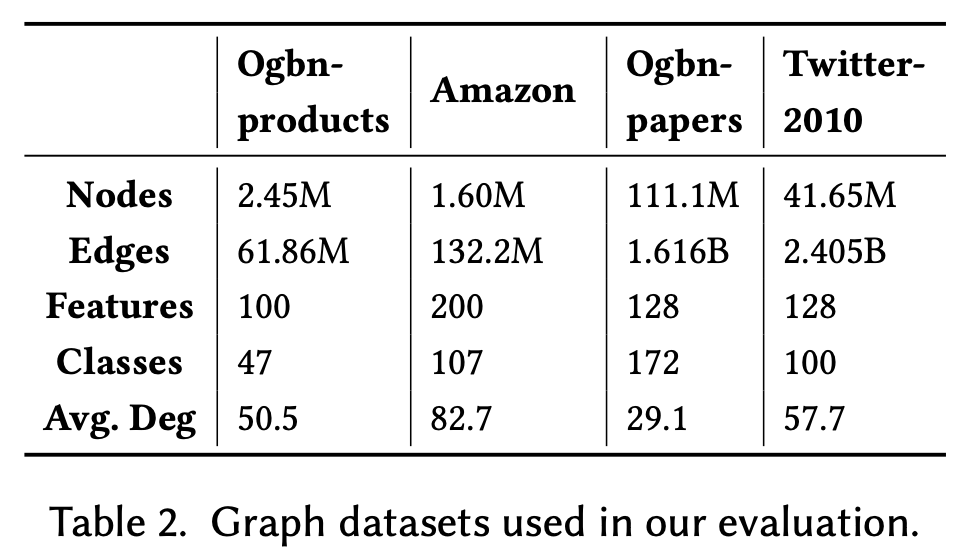 Ogbn-products Amazon Ogbn-papers Twitter-2010
Nodes 2.45M 1.60M 111.1M 41.65M
Edges 61.86M 132.2M 1.616B 2.405B
Features 100 200 128 128
Classes 47 107 172 100
Avg. Deg 50.5 82.7 29.1 57.7
Table 2. Graph datasets used in our evaluation.